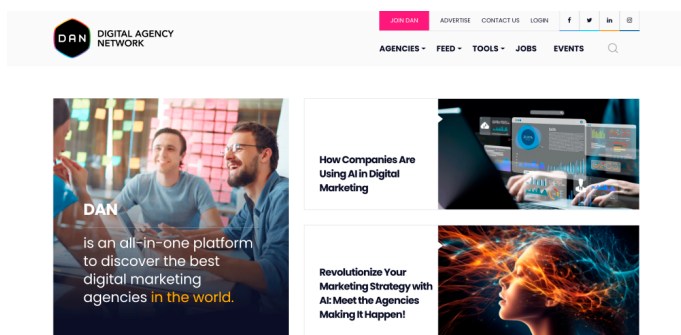 JOIN DAN
ADVERTISE
CONTACT US
LOGIN
DAN
DIGITAL AGENCY
NETWORK
AGENCIES
FEED
TOOLS
JOBS
EVENTS
DAN
is an all-in-one platform
to discover the best
digital marketing
agencies in the world.
How Companies Are
Using AI in Digital
Marketing
Revolutionize Your
Marketing Strategy with
AI: Meet the Agencies
Making It Happen!